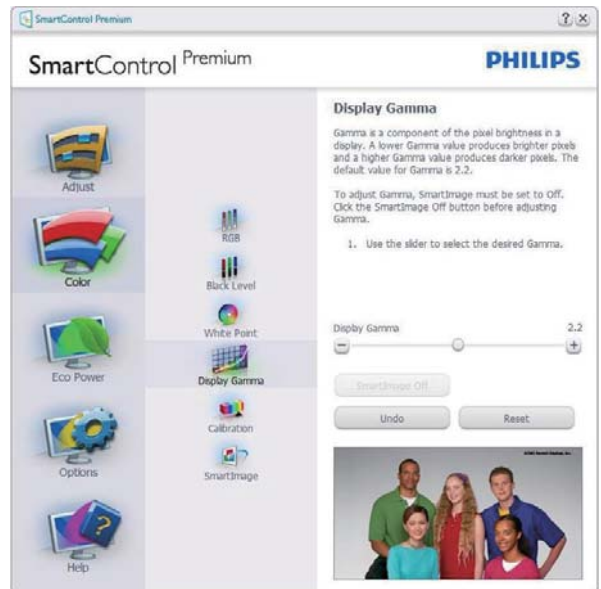 SmartControl Premium
SmartControl Premium
PHILIPS
Adjust
Color
Eco Power
Options
Help
RGB
Black Level
White Point
Display Gamma
Calibration
SmartImage
Display Gamma
Gamma is a component of the pixel brightness in a
display. A lower Gamma value produces brighter pixels
and a higher Gamma value produces darker pixels. The
default value for Gamma is 2.2.
To adjust Gamma, SmartImage must be set to Off.
Click the SmartImage Off button before adjusting
Gamma.
1. Use the slider to select the desired Gamma.
Display Gamma 2.2
SmartImage Off
Undo Reset